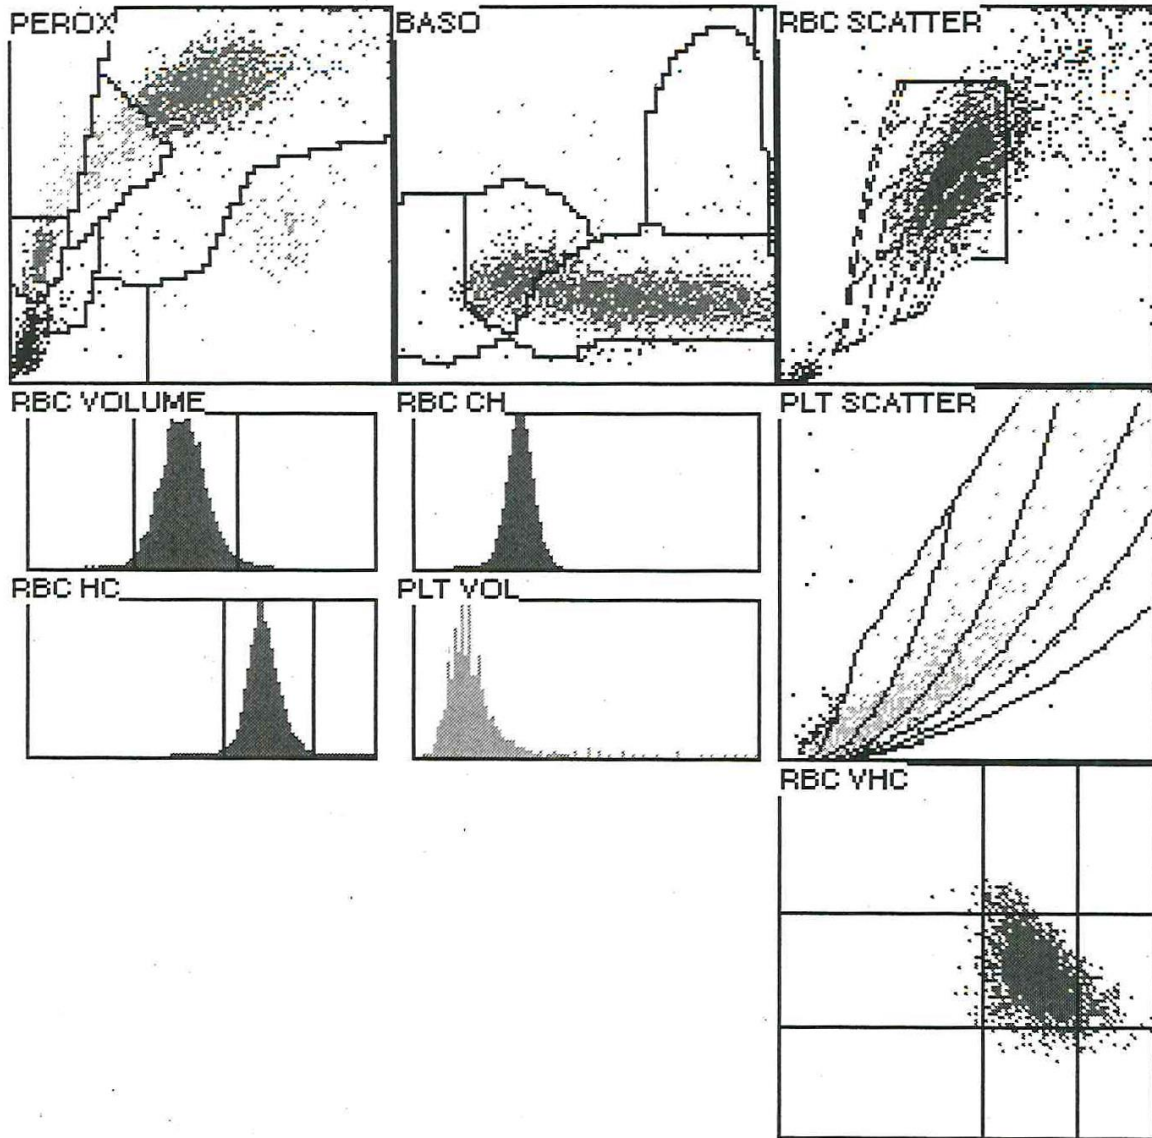 PEROX
BASO
RBC SCATTER
RBC VOLUME
RBC CH
PLT SCATTER
RBC HC
PLT VOL
RBC VHC